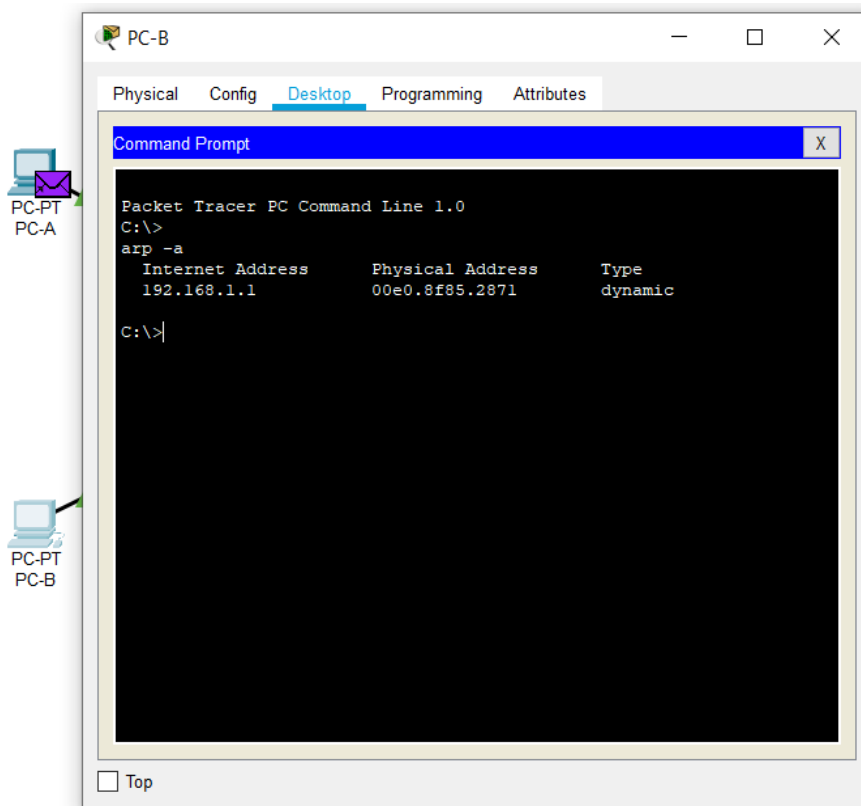 PC-B
Physical Config Desktop Programming Attributes
Command Prompt
X
Packet Tracer PC Command Line 1.0
C:\>
arp -a
Internet Address Physical Address Type
192.168.1.1 00e0.8f85.2871 dynamic
C:\>
PC-PT
PC-A
PC-PT
PC-B
Top